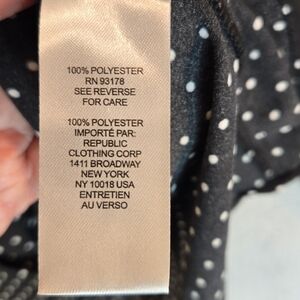 100% POLYESTER
RN 93178
SEE REVERSE
FOR CARE
100% POLYESTER
IMPORTÉ PAR:
REPUBLIC
CLOTHING CORP
1411 BROADWAY
NEW YORK
NY 10018 USA
ENTRETIEN
AU VERSO